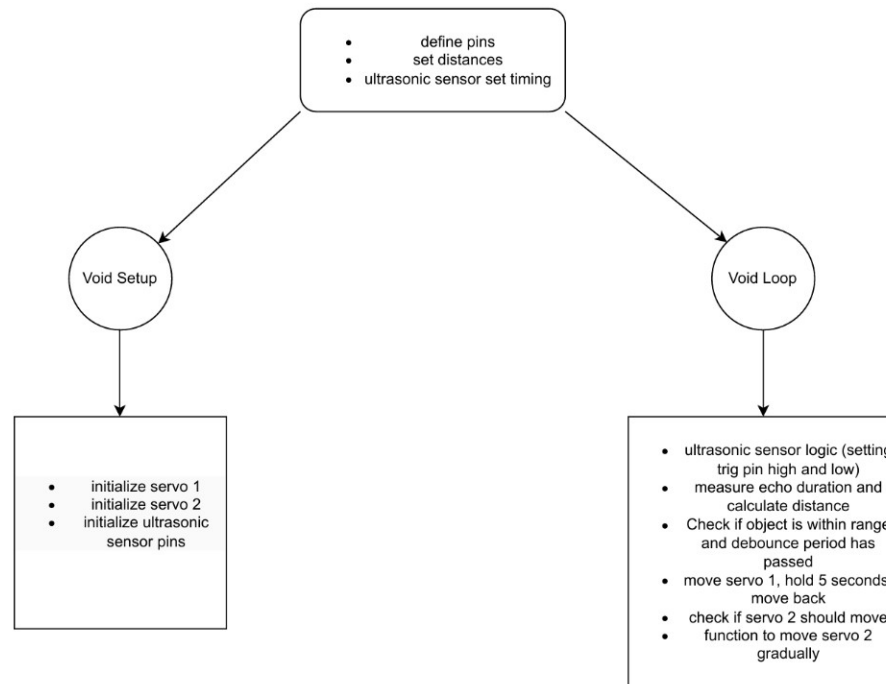 • define pins
• set distances
• ultrasonic sensor set timing
Void Setup
Void Loop
• initialize servo 1
• initialize servo 2
• initialize ultrasonic
sensor pins
• ultrasonic sensor logic (setting
trig pin high and low)
• measure echo duration and
calculate distance
• Check if object is within range
and debounce period has
passed
• move servo 1, hold 5 seconds
move back
• check if servo 2 should move
• function to move servo 2
gradually